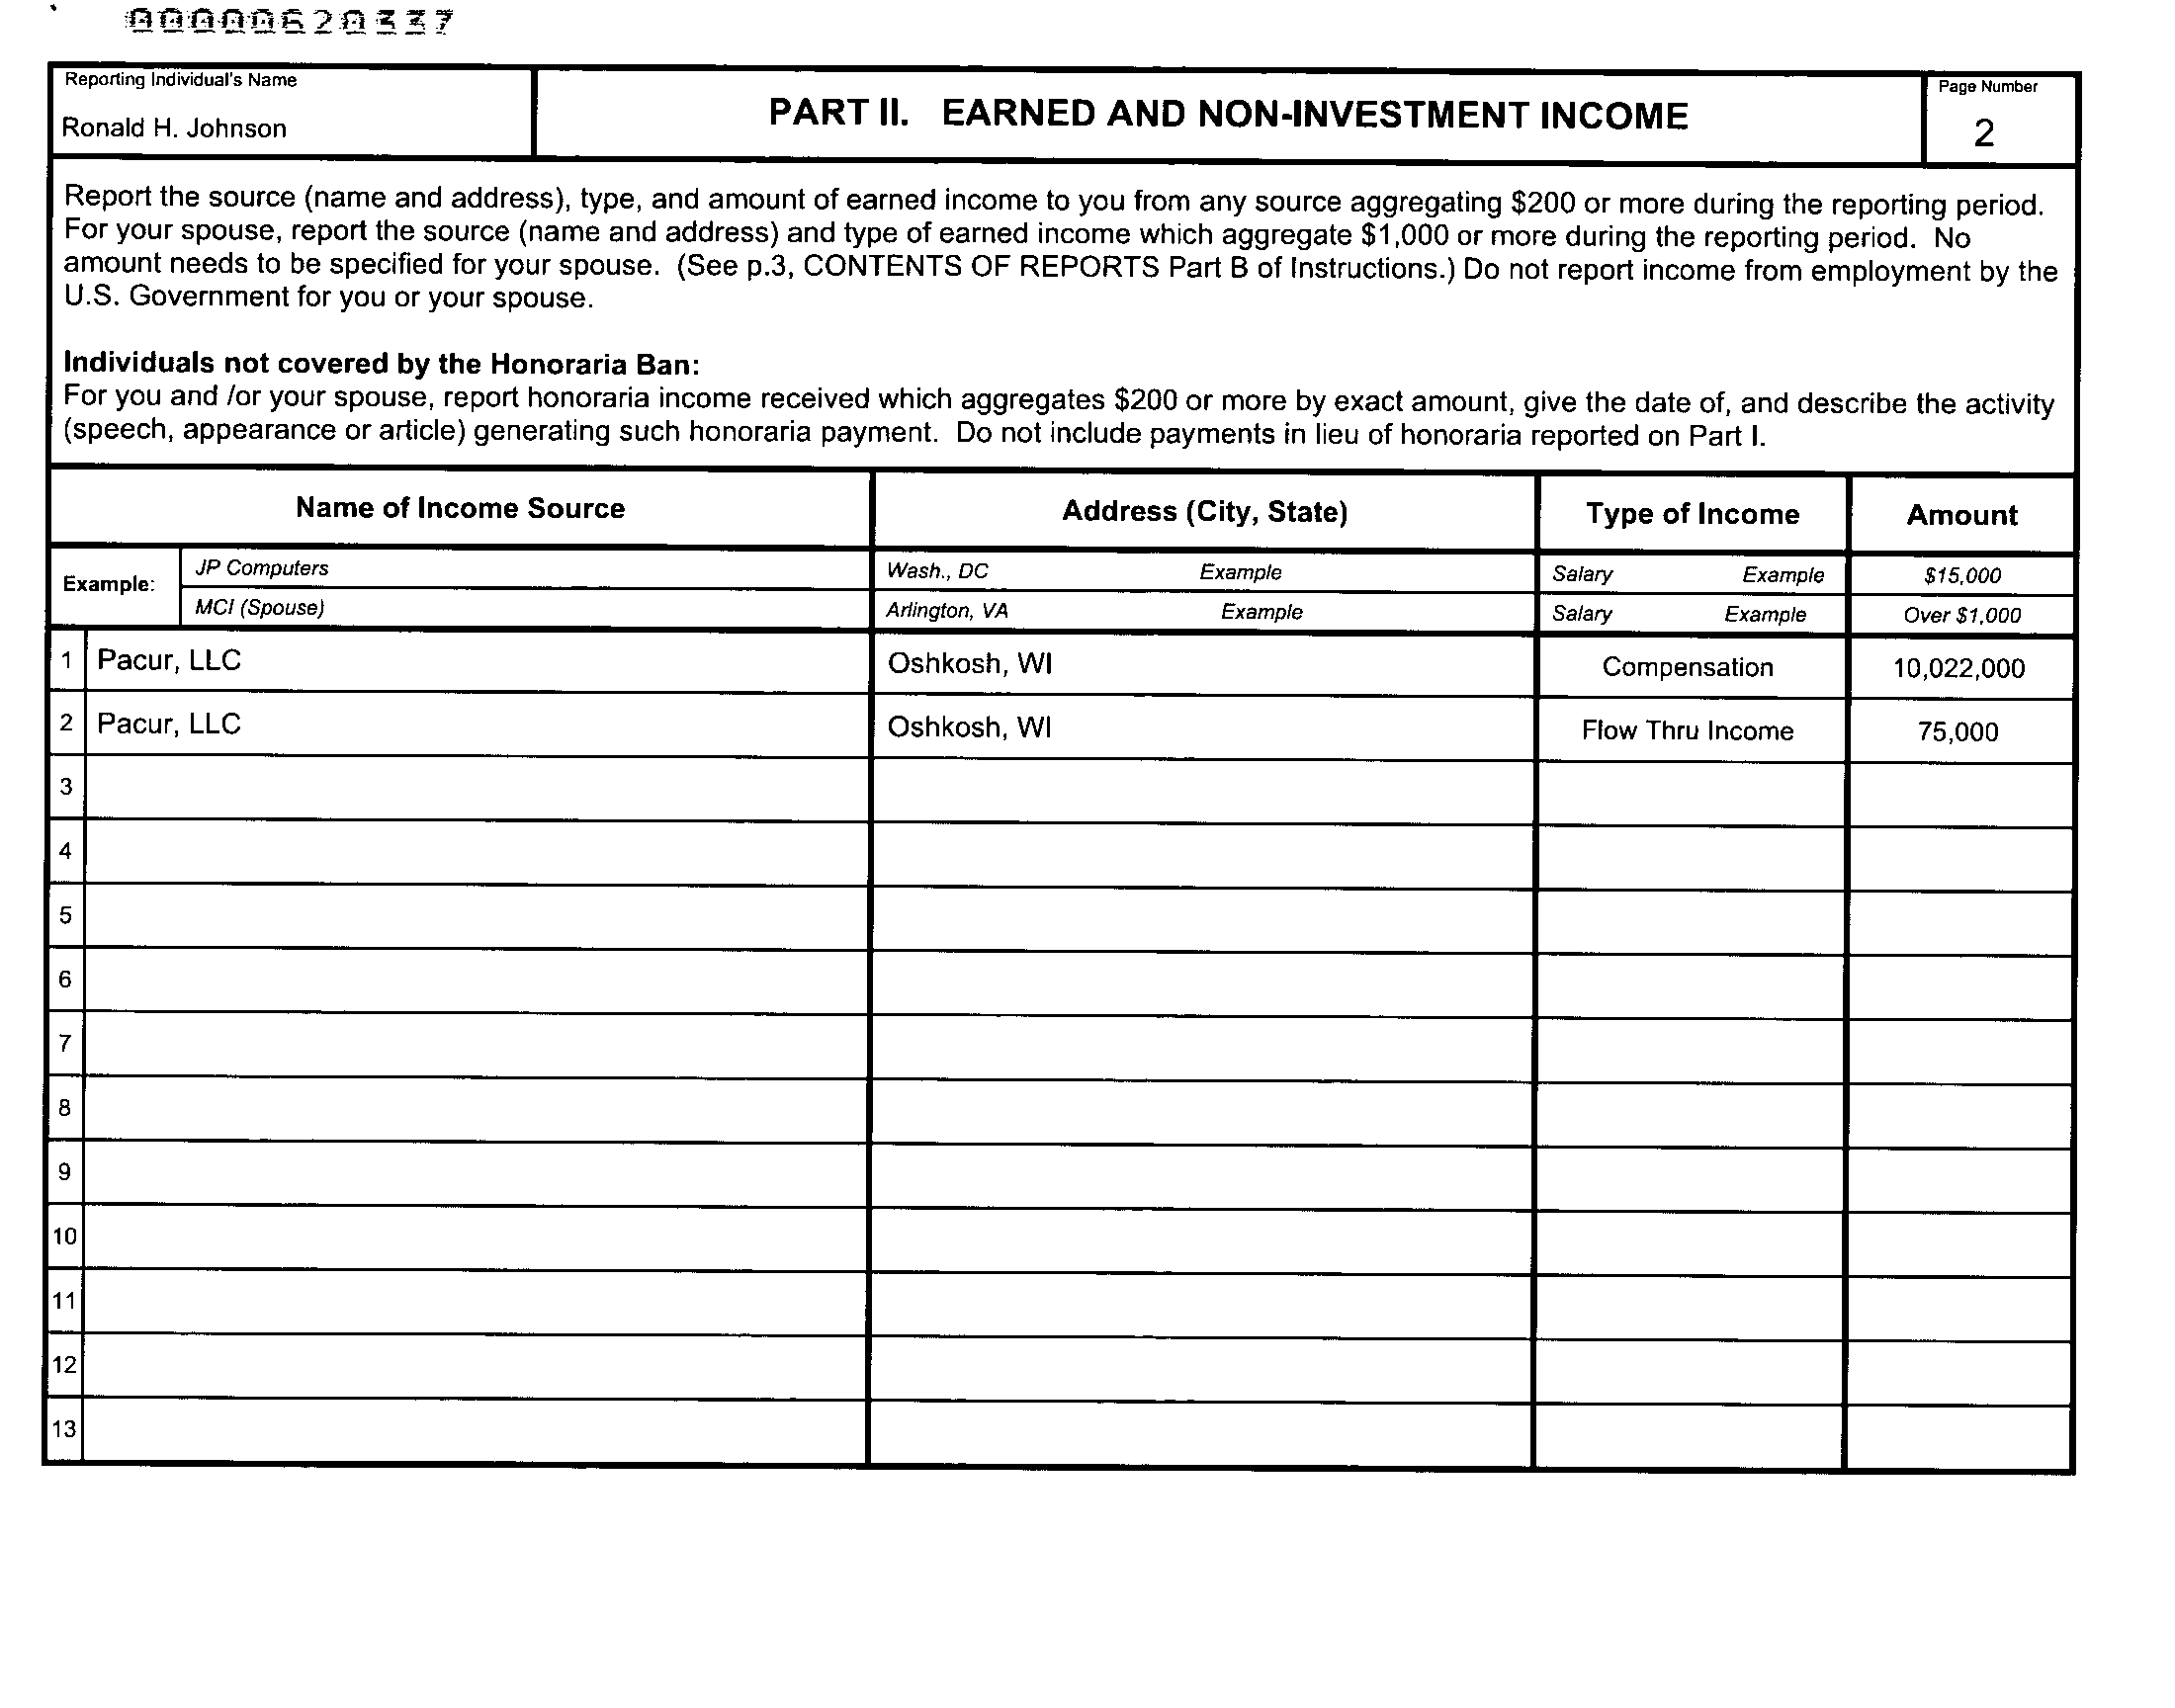 00000620337
Reporting Individual's Name
Ronald H. Johnson
PART II. EARNED AND NON-INVESTMENT INCOME
Page Number
2
Report the source (name and address), type, and amount of earned income to you from any source aggregating $200 or more during the reporting period.
For your spouse, report the source (name and address) and type of earned income which aggregate $1,000 or more during the reporting period. No
amount needs to be specified for your spouse. (See p.3, CONTENTS OF REPORTS Part B of Instructions.) Do not report income from employment by the
U.S. Government for you or your spouse.
Individuals not covered by the Honoraria Ban:
For you and /or your spouse, report honoraria income received which aggregates $200 or more by exact amount, give the date of, and describe the activity
(speech, appearance or article) generating such honoraria payment. Do not include payments in lieu of honoraria reported on Part I.
Name of Income Source Address (City, State) Type of Income Amount
Example:
JP Computers Wash., DC Example Salary Example $15,000
MCI (Spouse) Arlington, VA Example Salary Example Over $1,000
1 Pacur, LLC Oshkosh, WI Compensation 10,022,000
2 Pacur, LLC Oshkosh, WI Flow Thru Income 75,000
3
4
5
6
7
8
9
10
11
12
13